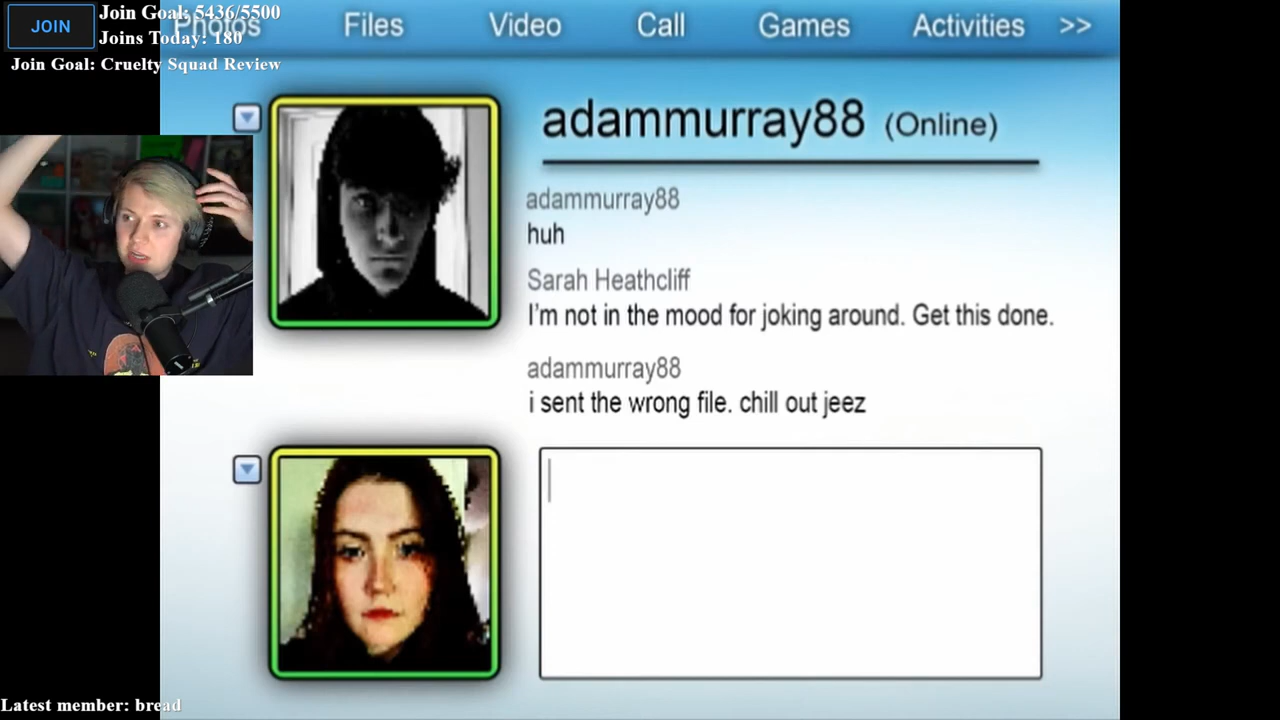 JOIN
Join Goal: 5436/5500
Joins Today: 180
Join Goal: Cruelty Squad Review
Photos Files Video Call Games Activities >>
adammurray88 (Online)
adammurray88
huh
Sarah Heathcliff
I'm not in the mood for joking around. Get this done.
adammurray88
i sent the wrong file. chill out jeez
Latest member: bread